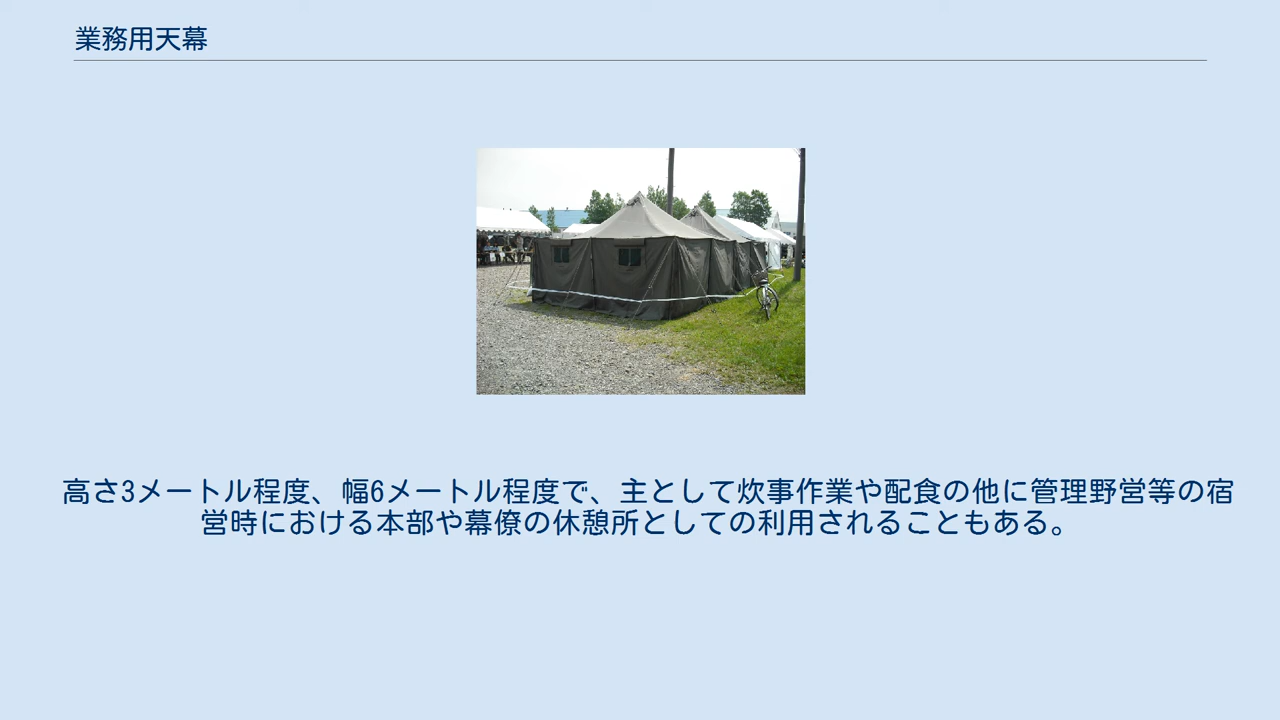 業務用天幕
高さ3メートル程度、幅6メートル程度で、主として炊事作業や配食の他に管理野営等の宿
営時における本部や幕僚の休憩所としての利用されることもある。